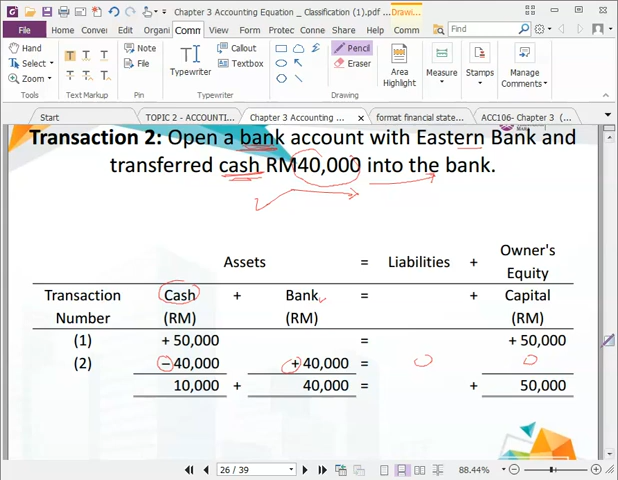 Chapter 3 Accounting Equation _ Classification (1).pdf ...
Drawi...
File
Home
Conve
Edit
Organ
Comm
View
Form
Protec
Share
Help
Comm
Find
Hand
Select
Zoom
Note
File
Typewriter
Callout
Textbox
Pencil
Eraser
Area Highlight
Measure
Stamps
Manage Comments
Text Markup
Pin
Typewriter
Drawing
Measure
Stamps
Start
TOPIC 2 - ACCOUNTI...
Chapter 3 Accounting ...
format financial state...
ACC106- Chapter 3 (...
Transaction 2: Open a bank account with Eastern Bank and
transferred cash RM40,000 into the bank.
Assets = Liabilities + Owner's Equity
Transaction Number Cash (RM) + Bank (RM) = + Capital (RM)
(1) + 50,000 = + 50,000
(2) − 40,000 + 40,000 =
10,000 + 40,000 = + 50,000
26 / 39
88.44%